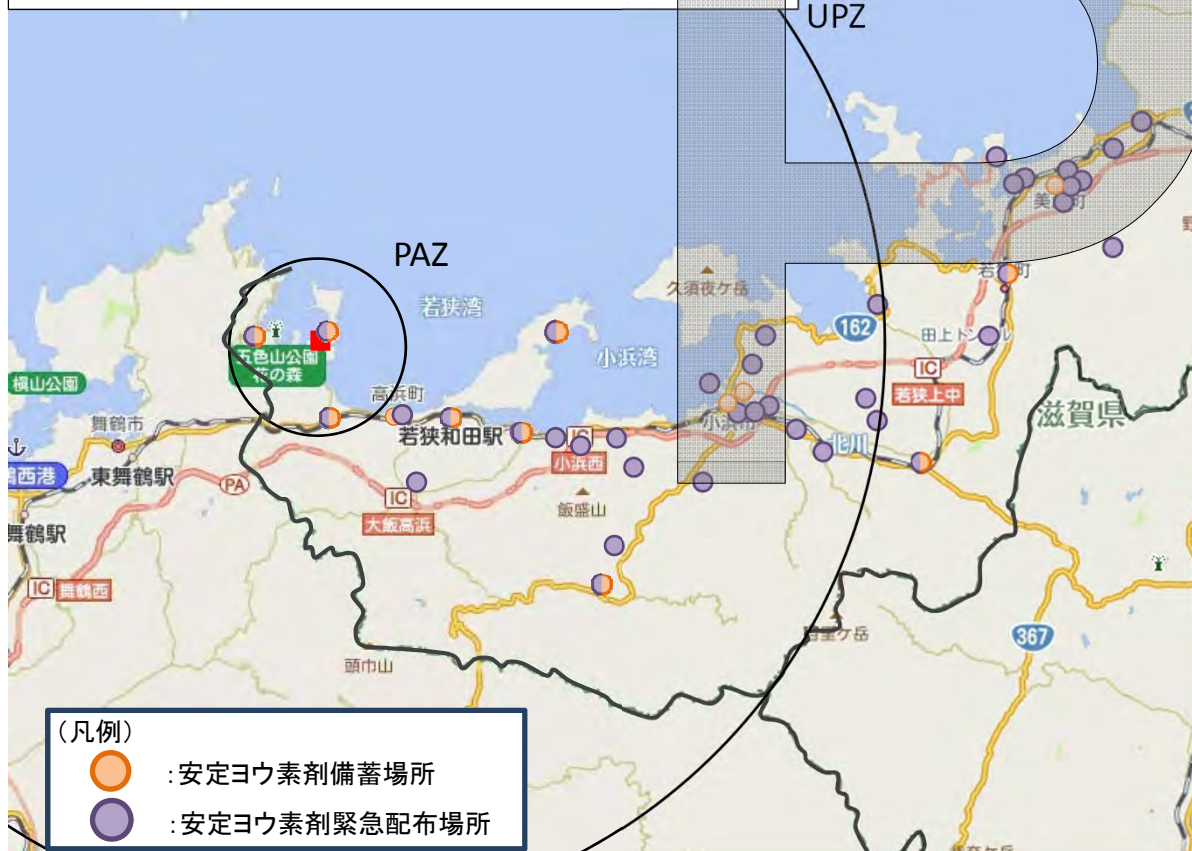 UPZ
PAZ
若狭湾
久須夜ケ岳
小浜湾
162
田上トンネル
IC
若狭上中
五色山公園
花の森
槇山公園
高浜町
舞鶴市
若狭和田駅
小浜市
滋賀県
北川
IC
小浜西
東舞鶴駅
PA
IC
大飯高浜
飯盛山
舞鶴駅
IC 舞鶴西
367
頭巾山
(凡例)
:安定ヨウ素剤備蓄場所
:安定ヨウ素剤緊急配布場所